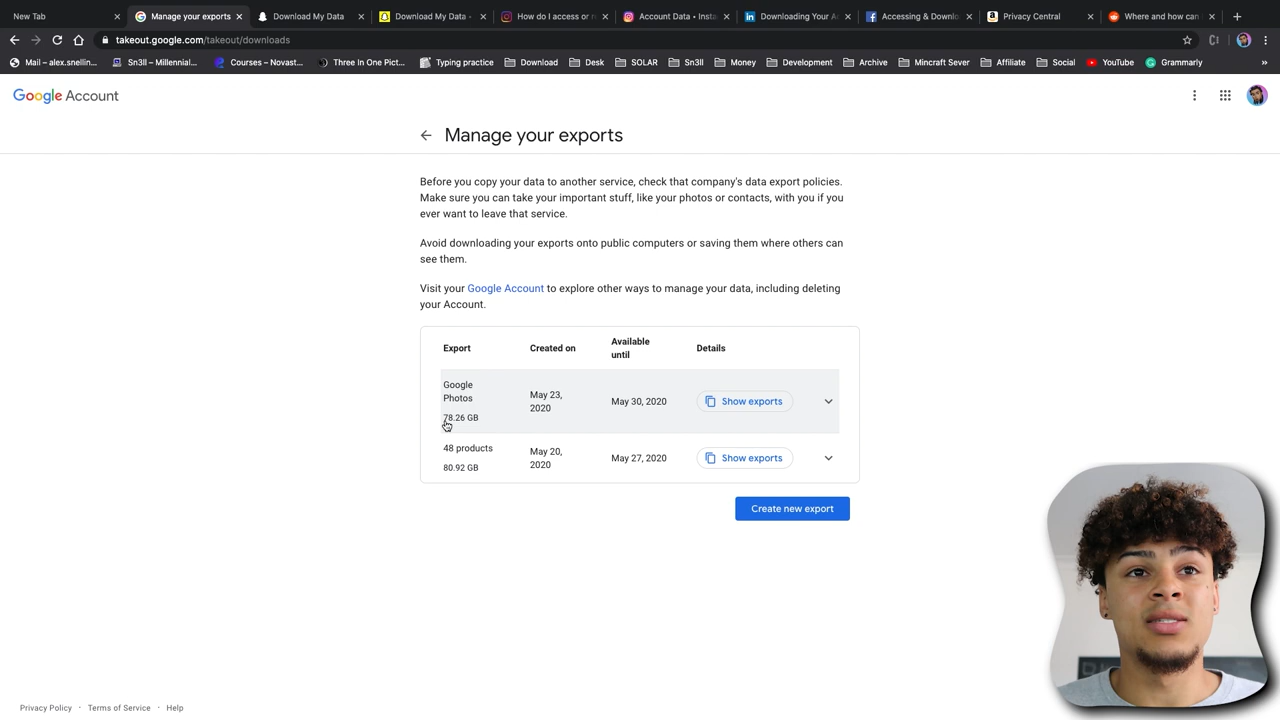 New Tab
Manage your exports
Download My Data
Download My Data -
How do I access or r
Account Data • Insta
Downloading Your A
Accessing & Downlo
Privacy Central
Where and how can
takeout.google.com/takeout/downloads
Mail – alex.snellin...
Sn3ll – Millennial...
Courses – Novast...
Three In One Pict...
Typing practice
Download
Desk
SOLAR
Sn3ll
Money
Development
Archive
Mincraft Sever
Affiliate
Social
YouTube
Grammarly
Google Account
Manage your exports
Before you copy your data to another service, check that company's data export policies.
Make sure you can take your important stuff, like your photos or contacts, with you if you
ever want to leave that service.
Avoid downloading your exports onto public computers or saving them where others can
see them.
Visit your Google Account to explore other ways to manage your data, including deleting
your Account.
Export
Created on
Available
until
Details
Google
Photos
78.26 GB
May 23,
2020
May 30, 2020
Show exports
48 products
80.92 GB
May 20,
2020
May 27, 2020
Show exports
Create new export
Privacy Policy · Terms of Service · Help